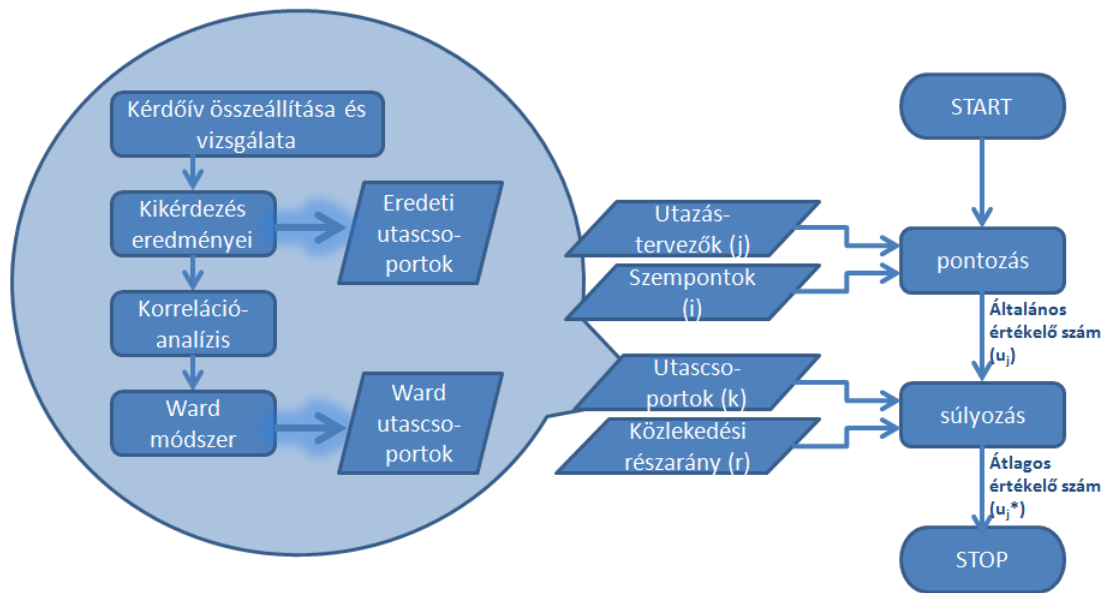 Kérdőív összeállítása és
vizsgálata
Kikérdezés
eredményei
Eredeti
utascso-
portok
Korreláció-
analízis
Ward
módszer
Ward
utascso-
portok
Utazás-
tervezők (j)
Szempontok
(i)
Utascso-
portok (k)
Közlekedési
részarány (r)
START
pontozás
Általános
értékelő szám
(uj)
súlyozás
Átlagos
értékelő szám
(uj*)
STOP